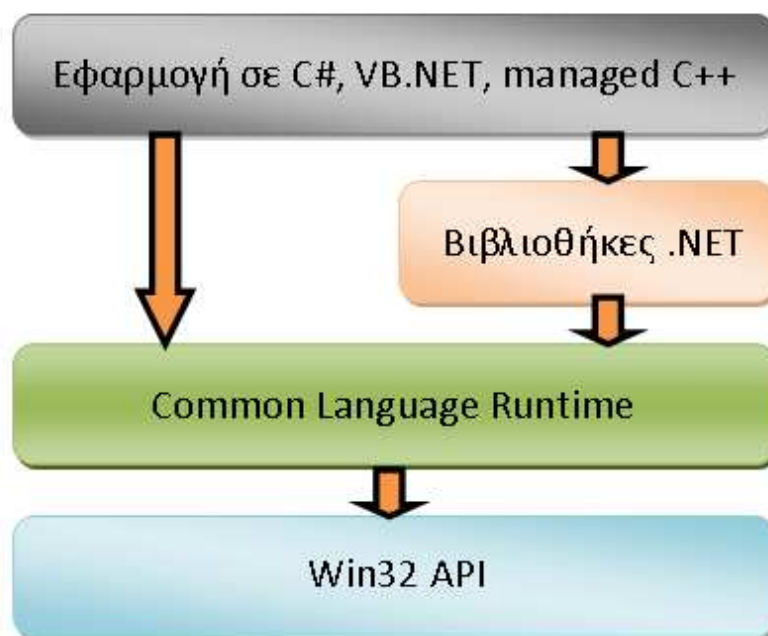 Εφαρμογή σε C#, VB.NET, managed C++
Βιβλιοθήκες .NET
Common Language Runtime
Win32 API